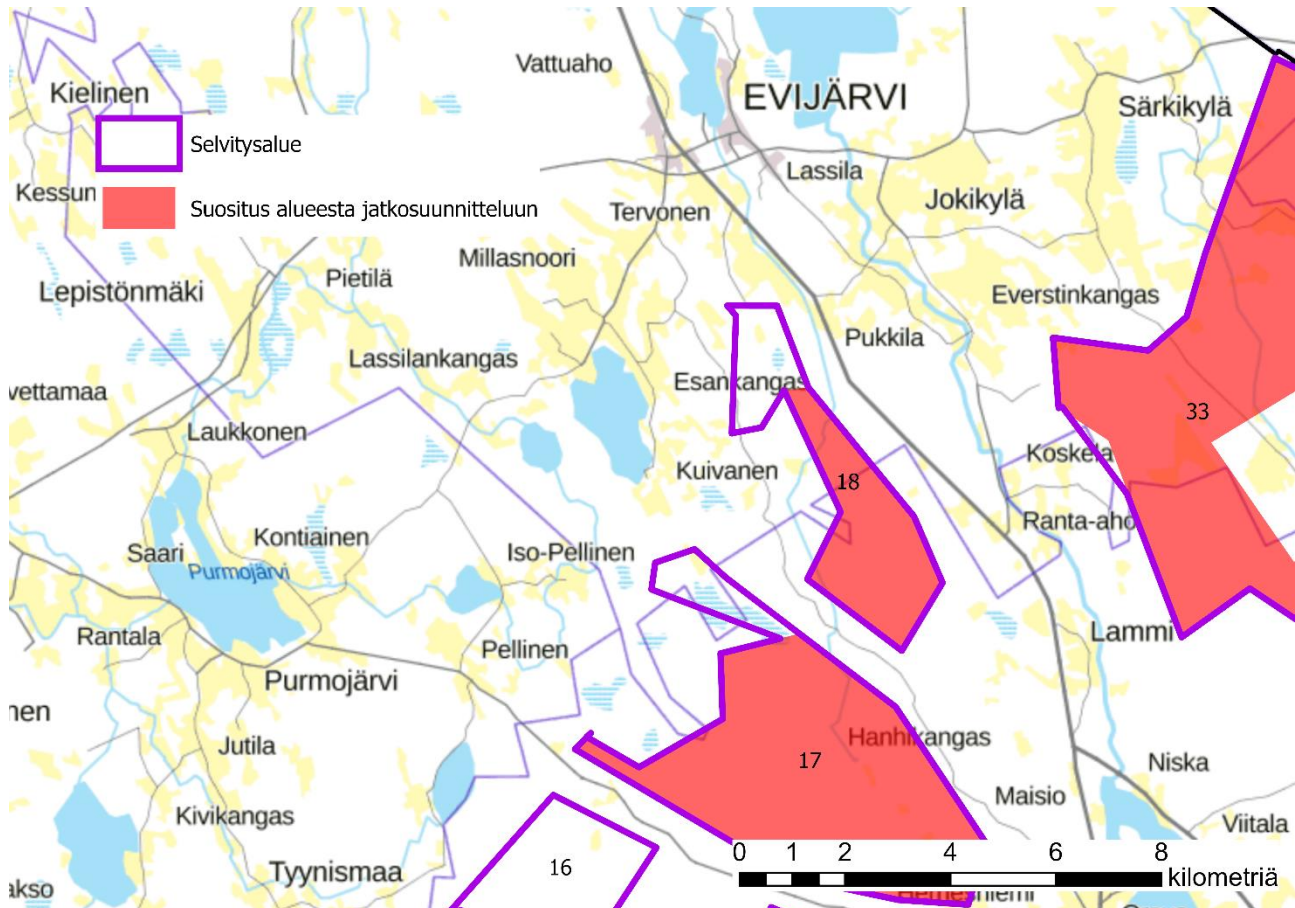 Vattuaho
EVIJÄRVI
Kielinen
Särkikylä
Selvitysalue
Lassila
Kessun
Jokikylä
Suositus alueesta jatkosuunnitteluun
Tervonen
Millasnoori
Pietilä
Lepistönmäki
Everstinkangas
Pukkila
Lassilankangas
Esankangas
vettamaa
33
Laukkonen
Koskela
Kuivanen
18
Ranta-aho
Kontiainen
Saari
Iso-Pellinen
Purmojärvi
Rantala
Lammi
Pellinen
Purmojärvi
nen
Jutila
Hanhikangas
17
Niska
Maisio
Kivikangas
Viitala
0 1 2 4 6 8
kilometriä
Tyynismaa
16
akso